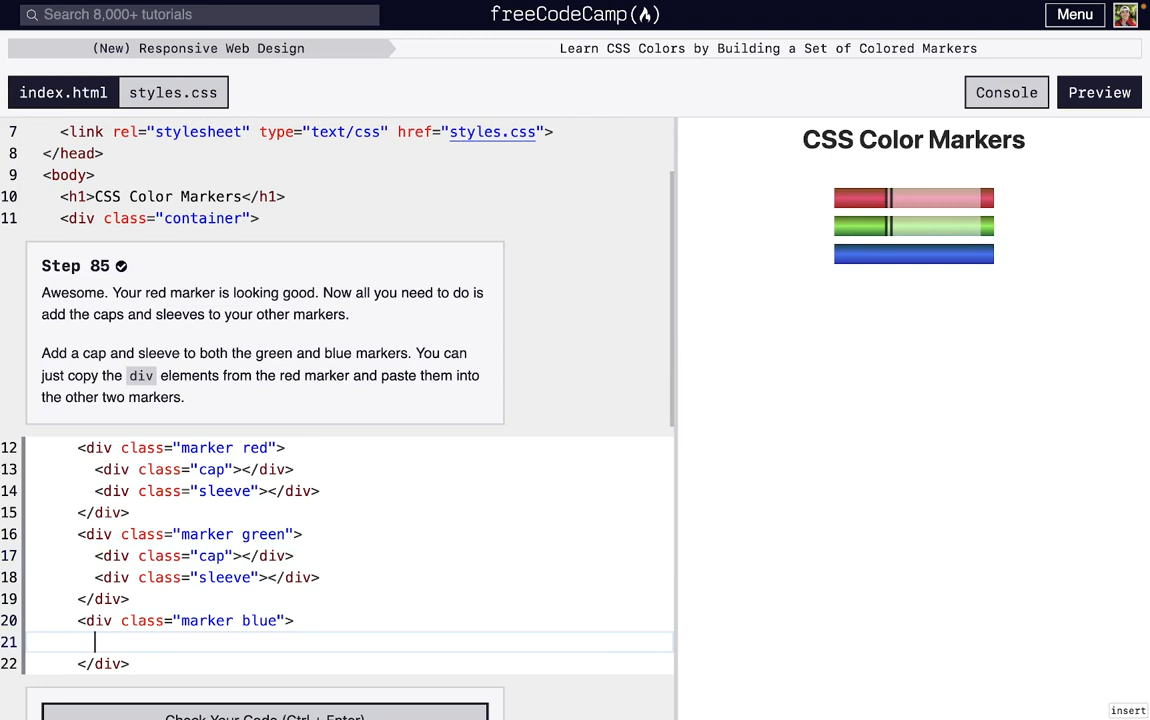 Search 8,000+ tutorials
freeCodeCamp
Menu
(New) Responsive Web Design
Learn CSS Colors by Building a Set of Colored Markers
index.html
styles.css
Console
Preview
7 <link rel="stylesheet" type="text/css" href="styles.css">
8 </head>
9 <body>
10 <h1>CSS Color Markers</h1>
11 <div class="container">
Step 85
Awesome. Your red marker is looking good. Now all you need to do is
add the caps and sleeves to your other markers.
Add a cap and sleeve to both the green and blue markers. You can
just copy the div elements from the red marker and paste them into
the other two markers.
12 <div class="marker red">
13 <div class="cap"></div>
14 <div class="sleeve"></div>
15 </div>
16 <div class="marker green">
17 <div class="cap"></div>
18 <div class="sleeve"></div>
19 </div>
20 <div class="marker blue">
21
22 </div>
Check Your Code (Ctrl + Enter)
CSS Color Markers
insert